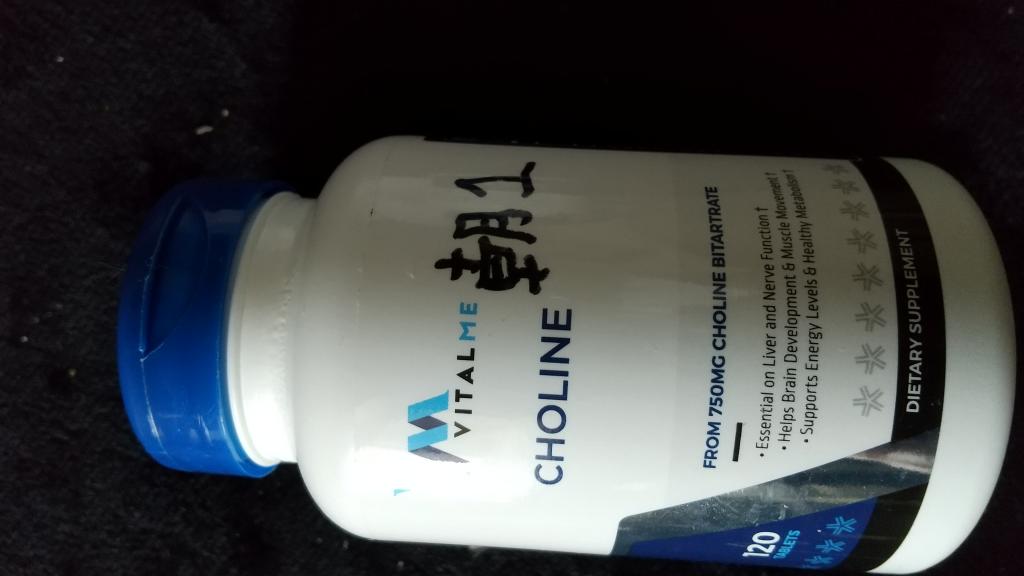 VITALME
朝1
CHOLINE
FROM 750MG CHOLINE BITARTRATE
• Essential on Liver and Nerve Function †
• Helps Brain Development & Muscle Movement †
• Supports Energy Levels & Healthy Metabolism †
120
TABLETS
DIETARY SUPPLEMENT